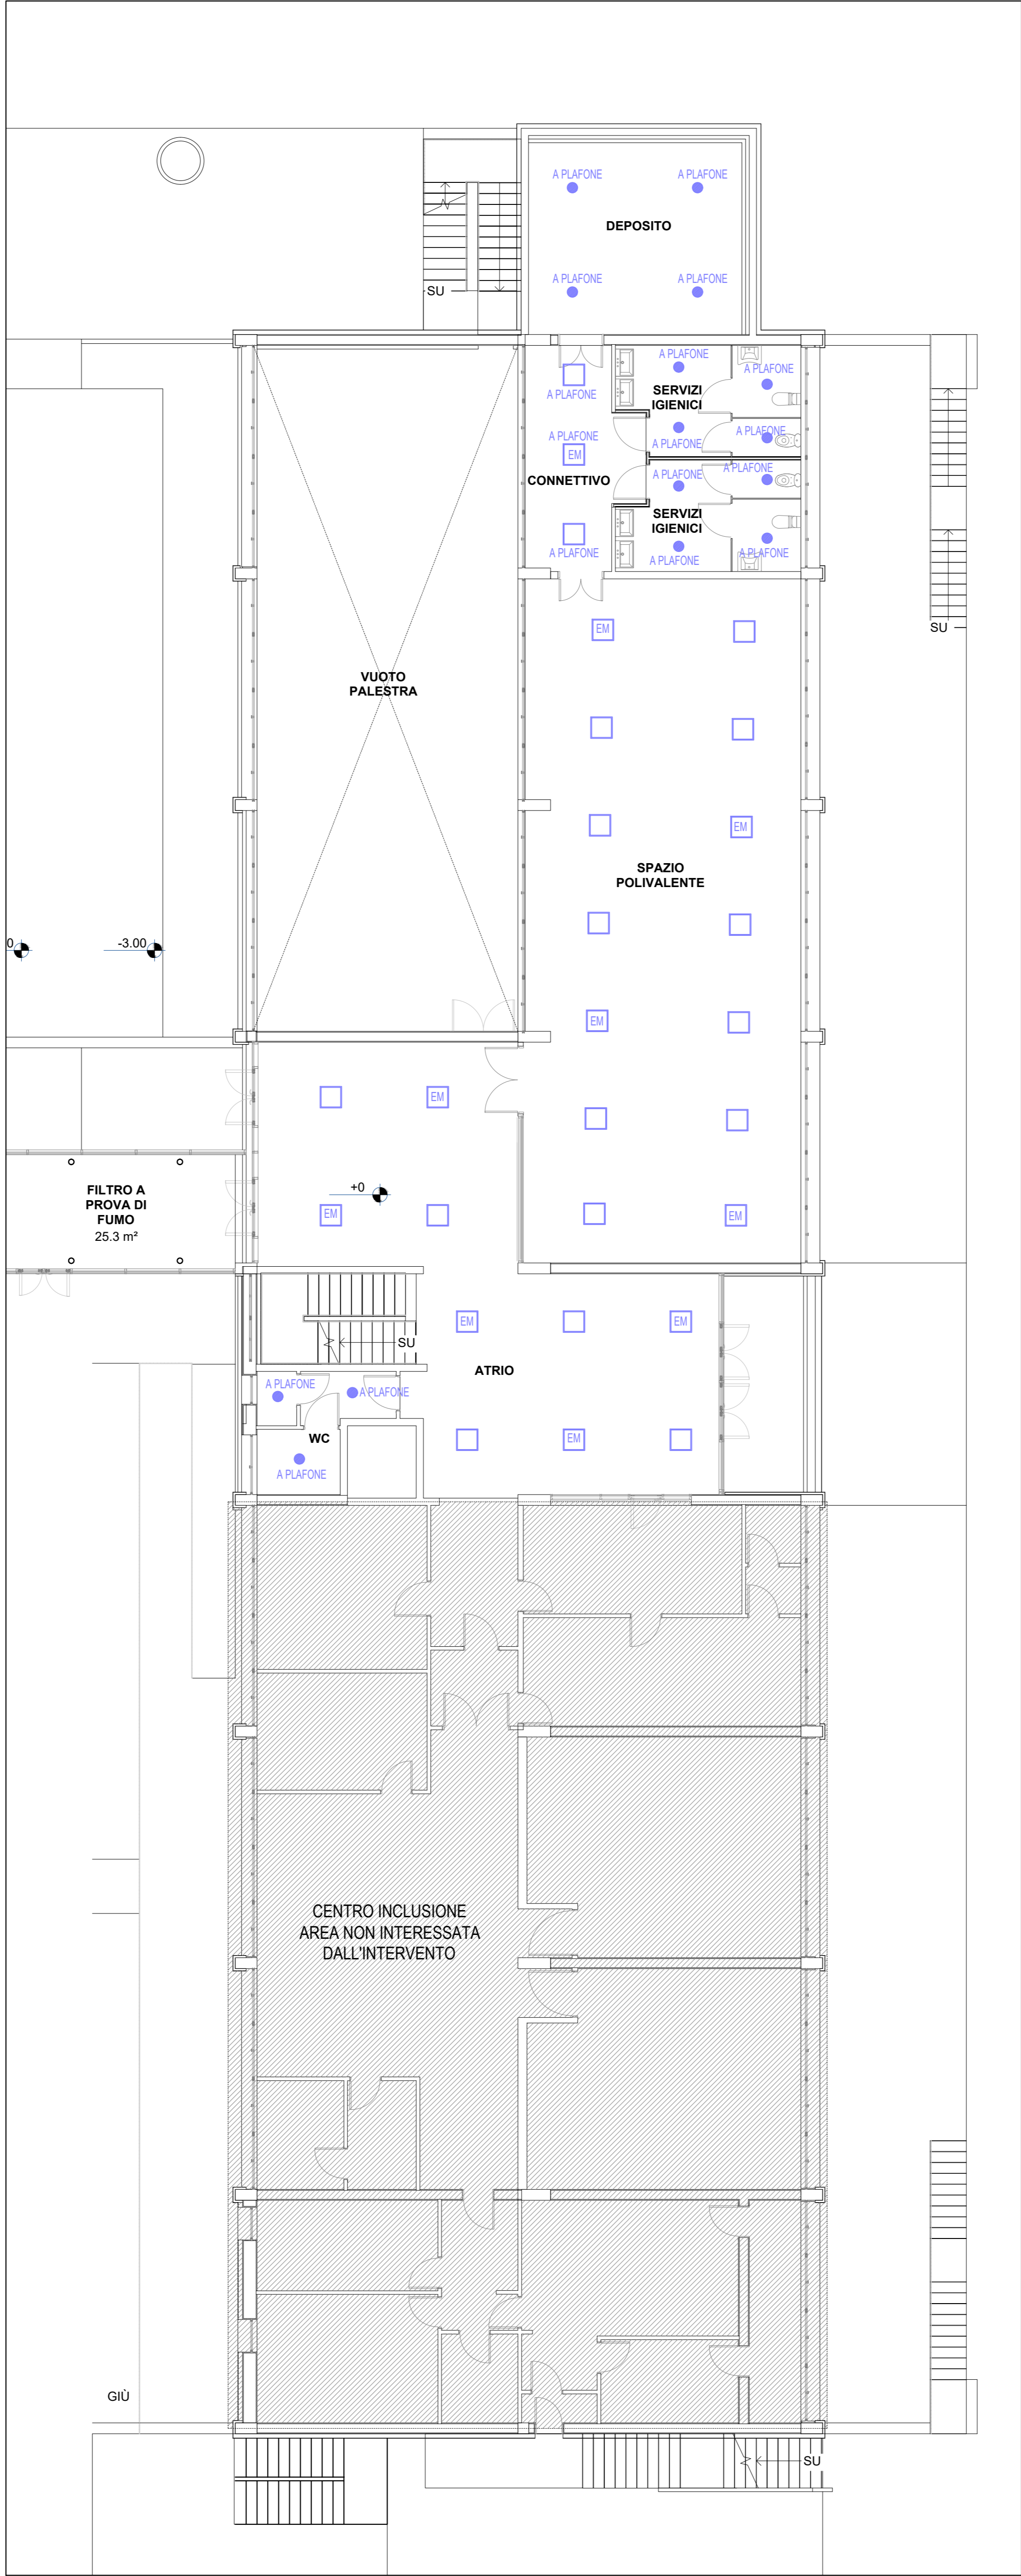 A PLAFONE
A PLAFONE
DEPOSITO
A PLAFONE
A PLAFONE
SU
A PLAFONE
A PLAFONE
A PLAFONE
SERVIZI
IGIENICI
A PLAFONE
A PLAFONE
A PLAFONE
EM
A PLAFONE
A PLAFONE
CONNETTIVO
SERVIZI
IGIENICI
A PLAFONE
A PLAFONE
A PLAFONE
EM
SU
VUOTO
PALESTRA
EM
SPAZIO
POLIVALENTE
0
-3.00
EM
EM
FILTRO A
PROVA DI
FUMO
25.3 m²
+0
EM
EM
EM
EM
SU
ATRIO
A PLAFONE
A PLAFONE
WC
EM
A PLAFONE
CENTRO INCLUSIONE
AREA NON INTERESSATA
DALL'INTERVENTO
GIÙ
SU